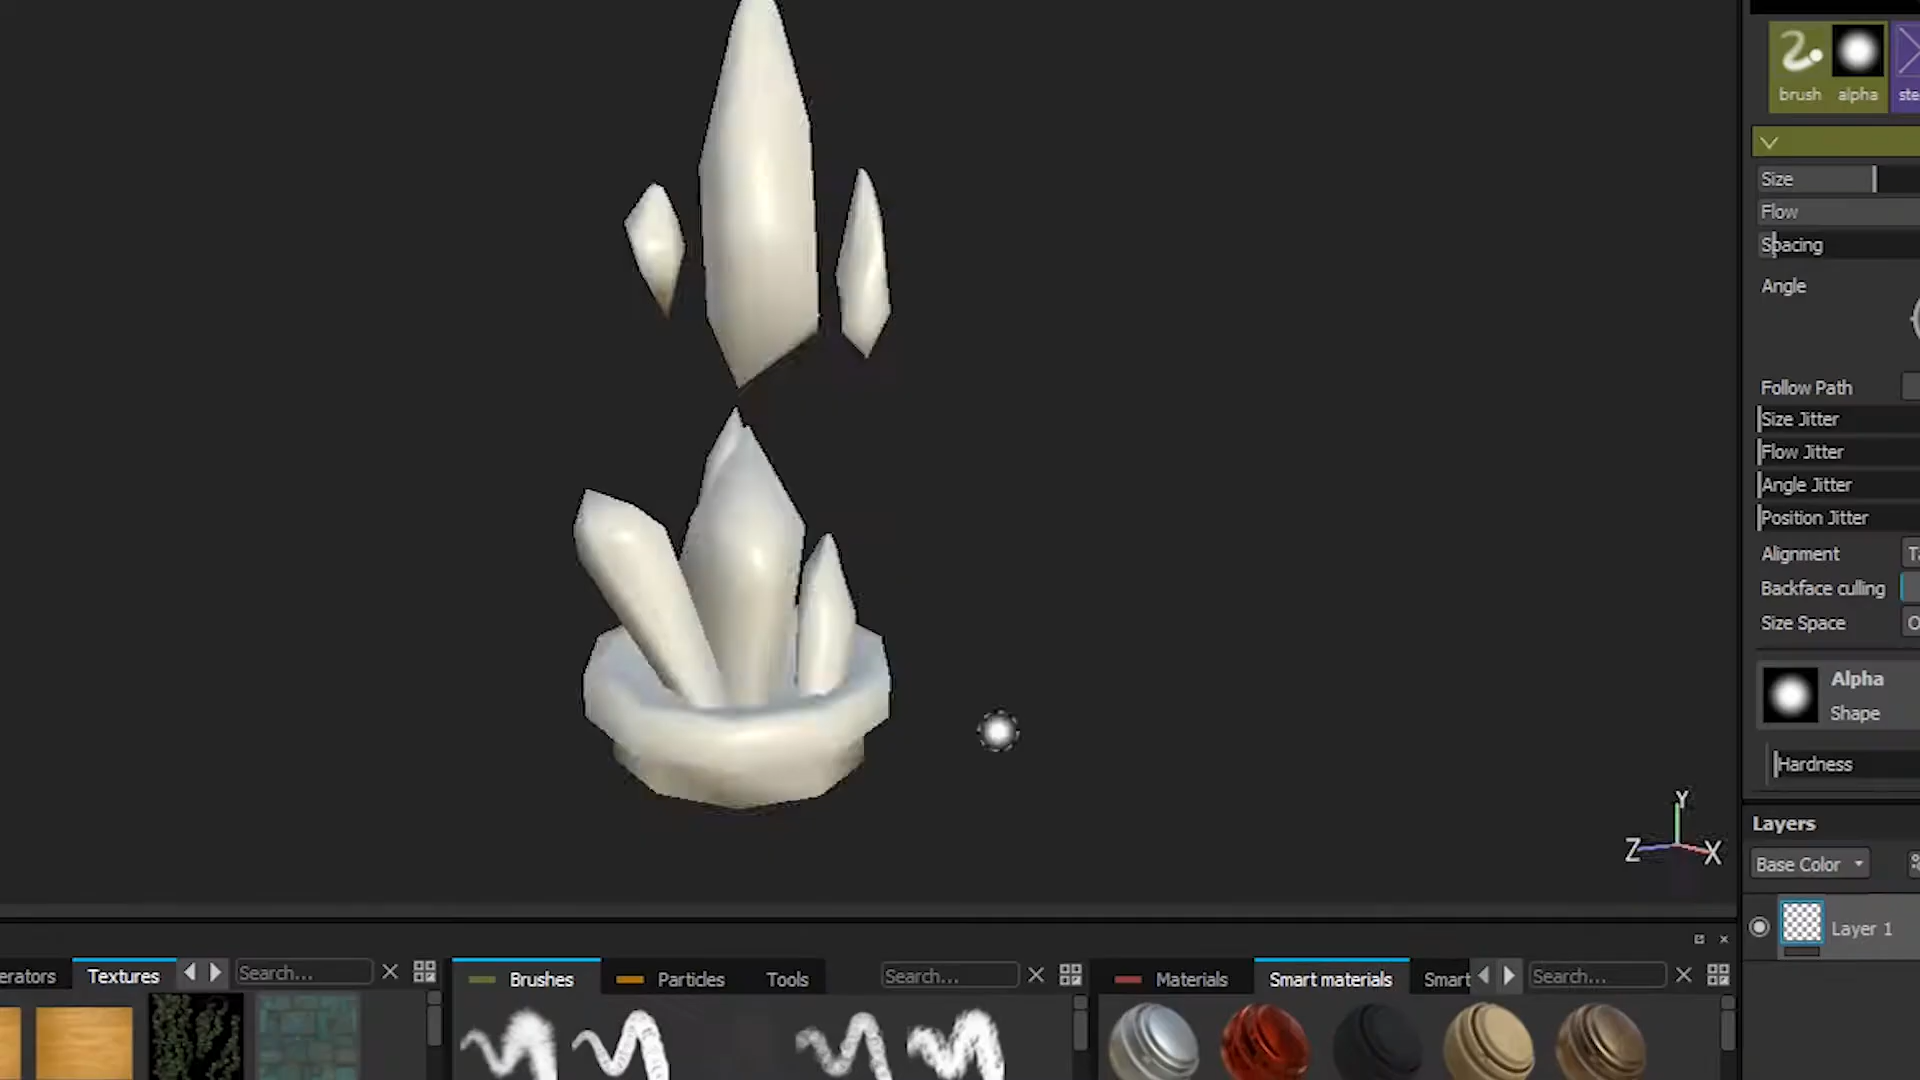 brush alpha
Size
Flow
Spacing
Angle
Follow Path
Size Jitter
Flow Jitter
Angle Jitter
Position Jitter
Alignment
Backface culling
Size Space
Alpha
Shape
Hardness
Y
Z X
Layers
Base Color
Layer 1
Textures Search...
Brushes Particles Tools Search...
Materials Smart materials Smart Search...